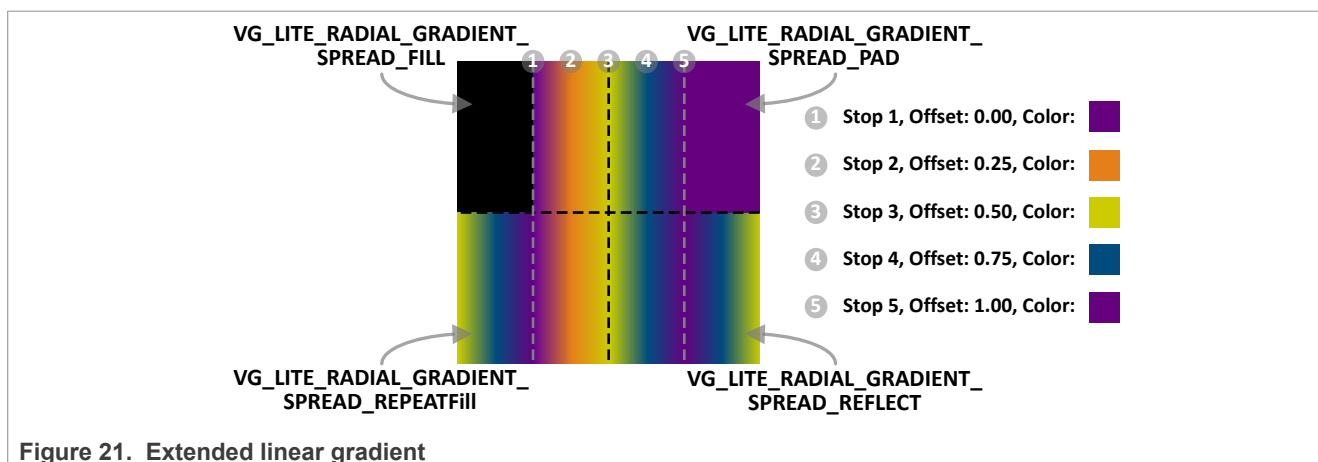 VG_LITE_RADIAL_GRADIENT_
SPREAD_FILL
VG_LITE_RADIAL_GRADIENT_
SPREAD_PAD
1 2 3 4 5
1 Stop 1, Offset: 0.00, Color:
2 Stop 2, Offset: 0.25, Color:
3 Stop 3, Offset: 0.50, Color:
4 Stop 4, Offset: 0.75, Color:
5 Stop 5, Offset: 1.00, Color:
VG_LITE_RADIAL_GRADIENT_
SPREAD_REPEATFill
VG_LITE_RADIAL_GRADIENT_
SPREAD_REFLECT
Figure 21. Extended linear gradient